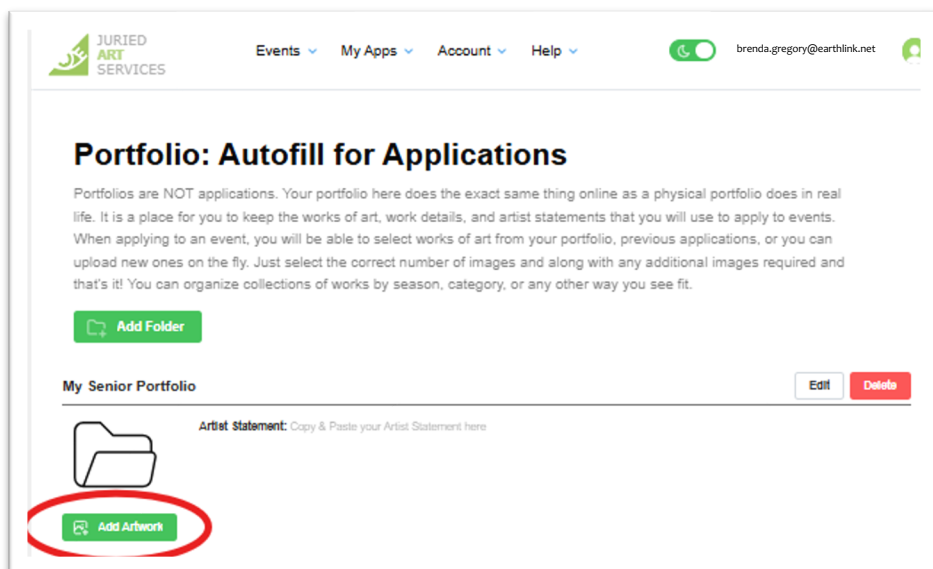 JURIED
ART
SERVICES
Events My Apps Account Help brenda.gregory@earthlink.net
Portfolio: Autofill for Applications
Portfolios are NOT applications. Your portfolio here does the exact same thing online as a physical portfolio does in real
life. It is a place for you to keep the works of art, work details, and artist statements that you will use to apply to events.
When applying to an event, you will be able to select works of art from your portfolio, previous applications, or you can
upload new ones on the fly. Just select the correct number of images and along with any additional images required and
that's it! You can organize collections of works by season, category, or any other way you see fit.
Add Folder
My Senior Portfolio Edit Delete
Artist Statement: Copy & Paste your Artist Statement here
Add Artwork